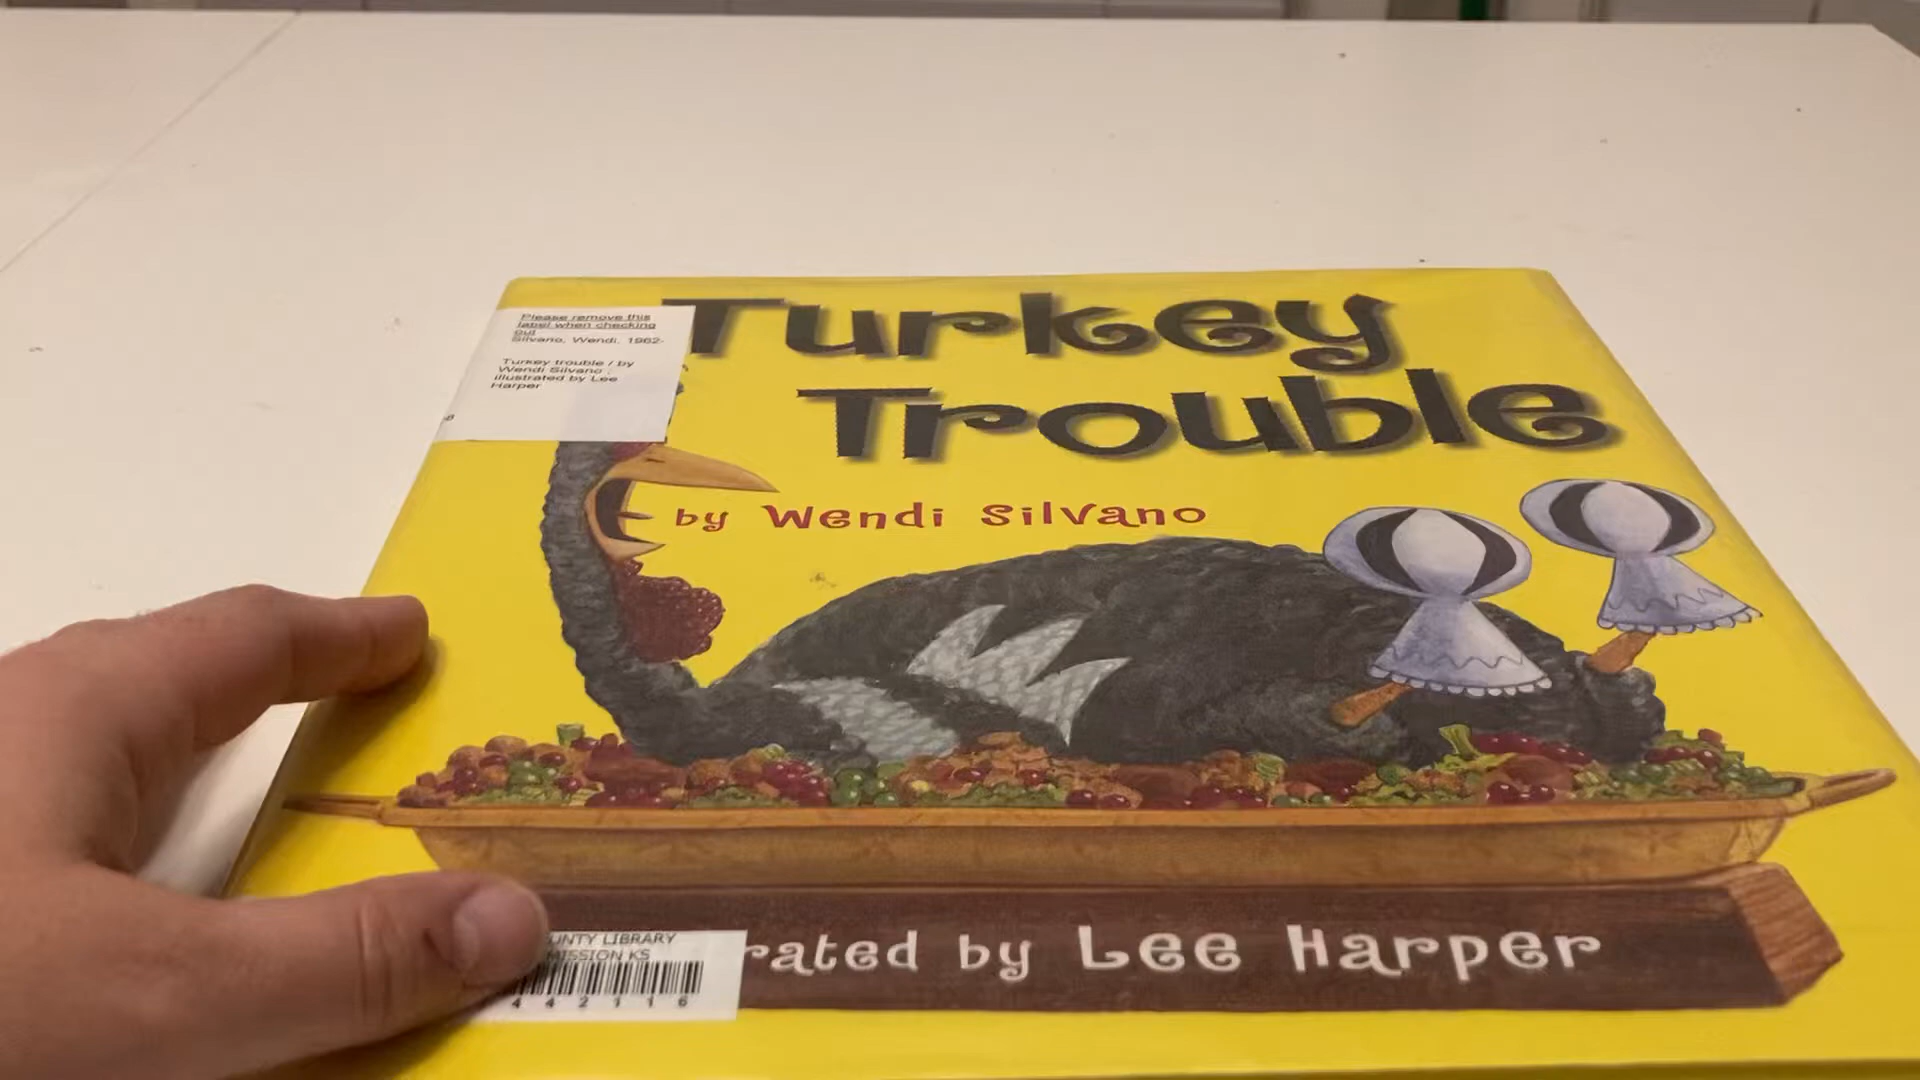 Please remove this
label when checking
out
Silvano, Wendi, 1962-
Turkey trouble / by
Wendi Silvano ;
illustrated by Lee
Harper
Turkey
Trouble
by Wendi Silvano
rated by Lee Harper
UNTY LIBRARY
MISSION KS
4 4 2 1 1 6